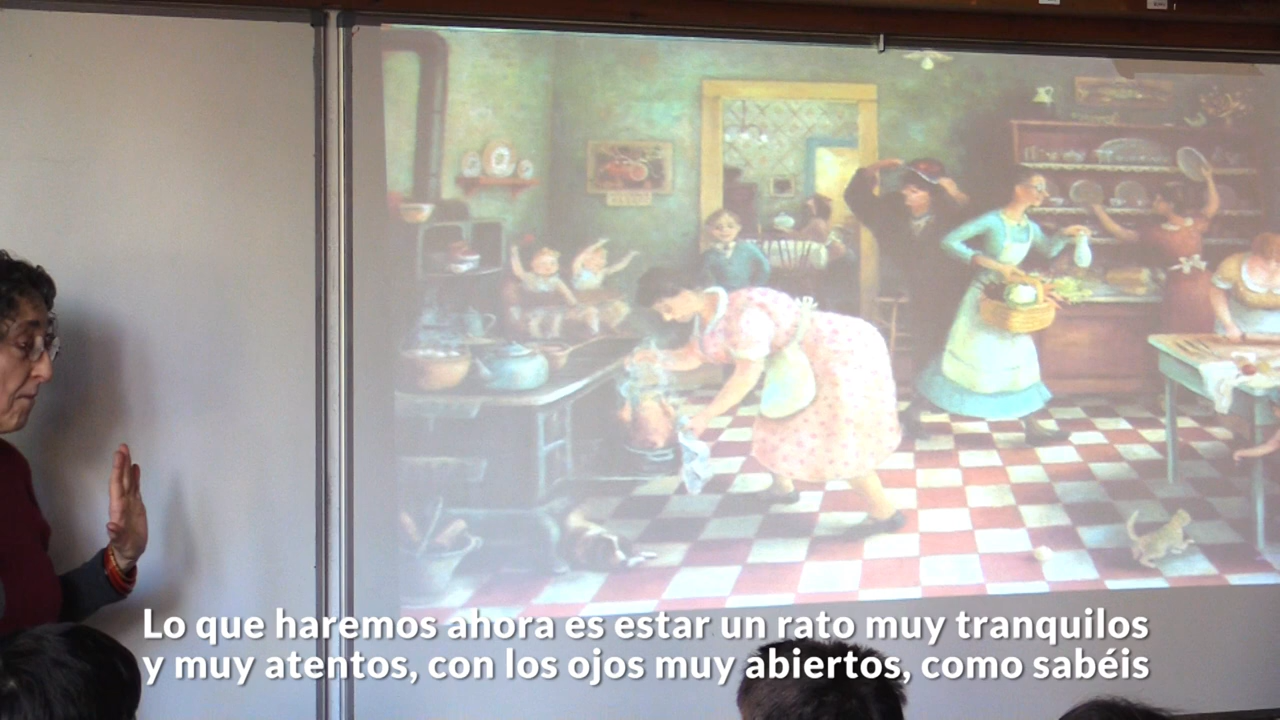 Lo que haremos ahora es estar un rato muy tranquilos
y muy atentos, con los ojos muy abiertos, como sabéis